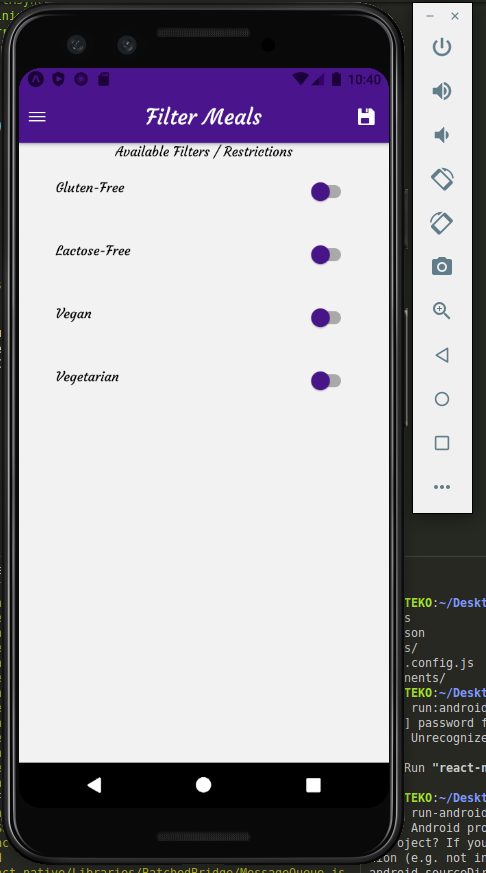 10:40
Filter Meals
Available Filters / Restrictions
Gluten-Free
Lactose-Free
Vegan
Vegetarian
TEKO:~/Deskt
s
son
s/
.config.js
nents/
TEKO:~/Deskt
run:android
] password f
Unrecognize
Run "react-n
TEKO:~/Deskt
run-android
Android pro
oject? If you
ion (e.g. not in
android.sourceDir
ct-native/Libraries/BatchedBridge/MessageQueue.js